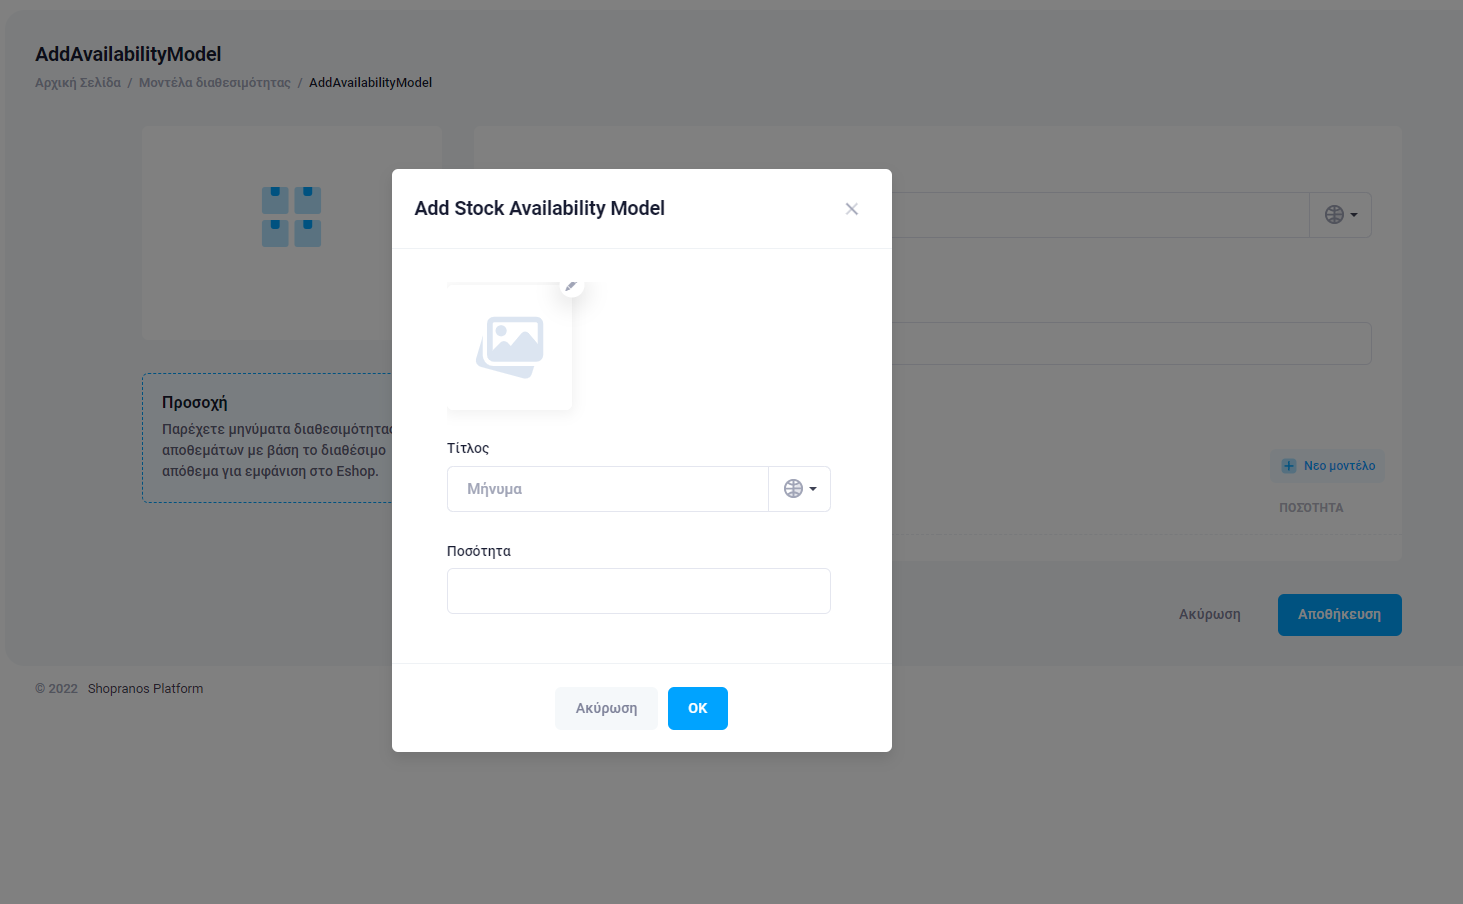 AddAvailabilityModel
Αρχική Σελίδα / Μοντέλα διαθεσιμότητας / AddAvailabilityModel
Add Stock Availability Model
Τίτλος
Μήνυμα
Ποσότητα
Ακύρωση OK
Προσοχή
Παρέχετε μηνύματα διαθεσιμότητας
αποθεμάτων με βάση το διαθέσιμο
απόθεμα για εμφάνιση στο Eshop.
Νεο μοντέλο
ΠΟΣΌΤΗΤΑ
Ακύρωση Αποθήκευση
© 2022 Shopranos Platform